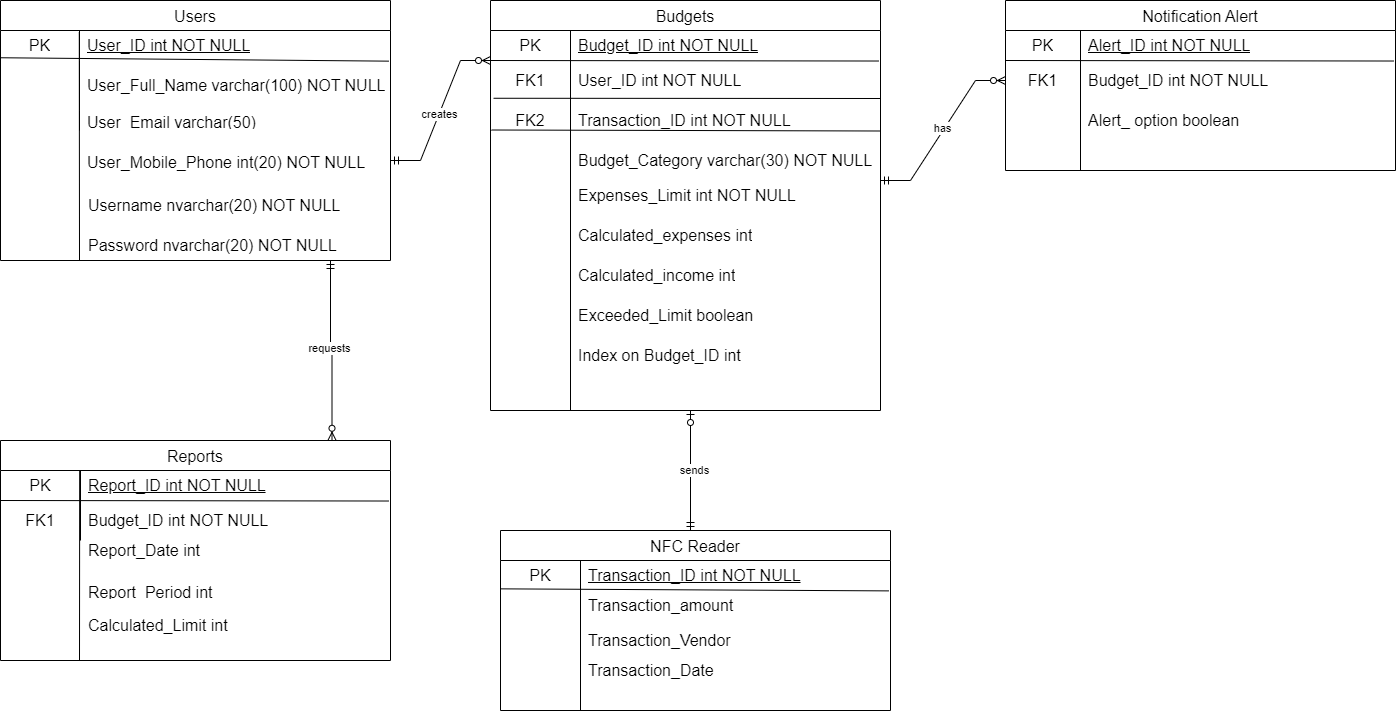 Users
PK
User_ID int NOT NULL
User_Full_Name varchar(100) NOT NULL
User_Email varchar(50)
User_Mobile_Phone int(20) NOT NULL
Username nvarchar(20) NOT NULL
Password nvarchar(20) NOT NULL
creates
Budgets
PK
Budget_ID int NOT NULL
FK1
User_ID int NOT NULL
FK2
Transaction_ID int NOT NULL
Budget_Category varchar(30) NOT NULL
Expenses_Limit int NOT NULL
Calculated_expenses int
Calculated_income int
Exceeded_Limit boolean
Index on Budget_ID int
has
Notification Alert
PK
Alert_ID int NOT NULL
FK1
Budget_ID int NOT NULL
Alert_ option boolean
requests
Reports
PK
Report_ID int NOT NULL
FK1
Budget_ID int NOT NULL
Report_Date int
Report_Period int
Calculated_Limit int
sends
NFC Reader
PK
Transaction_ID int NOT NULL
Transaction_amount
Transaction_Vendor
Transaction_Date